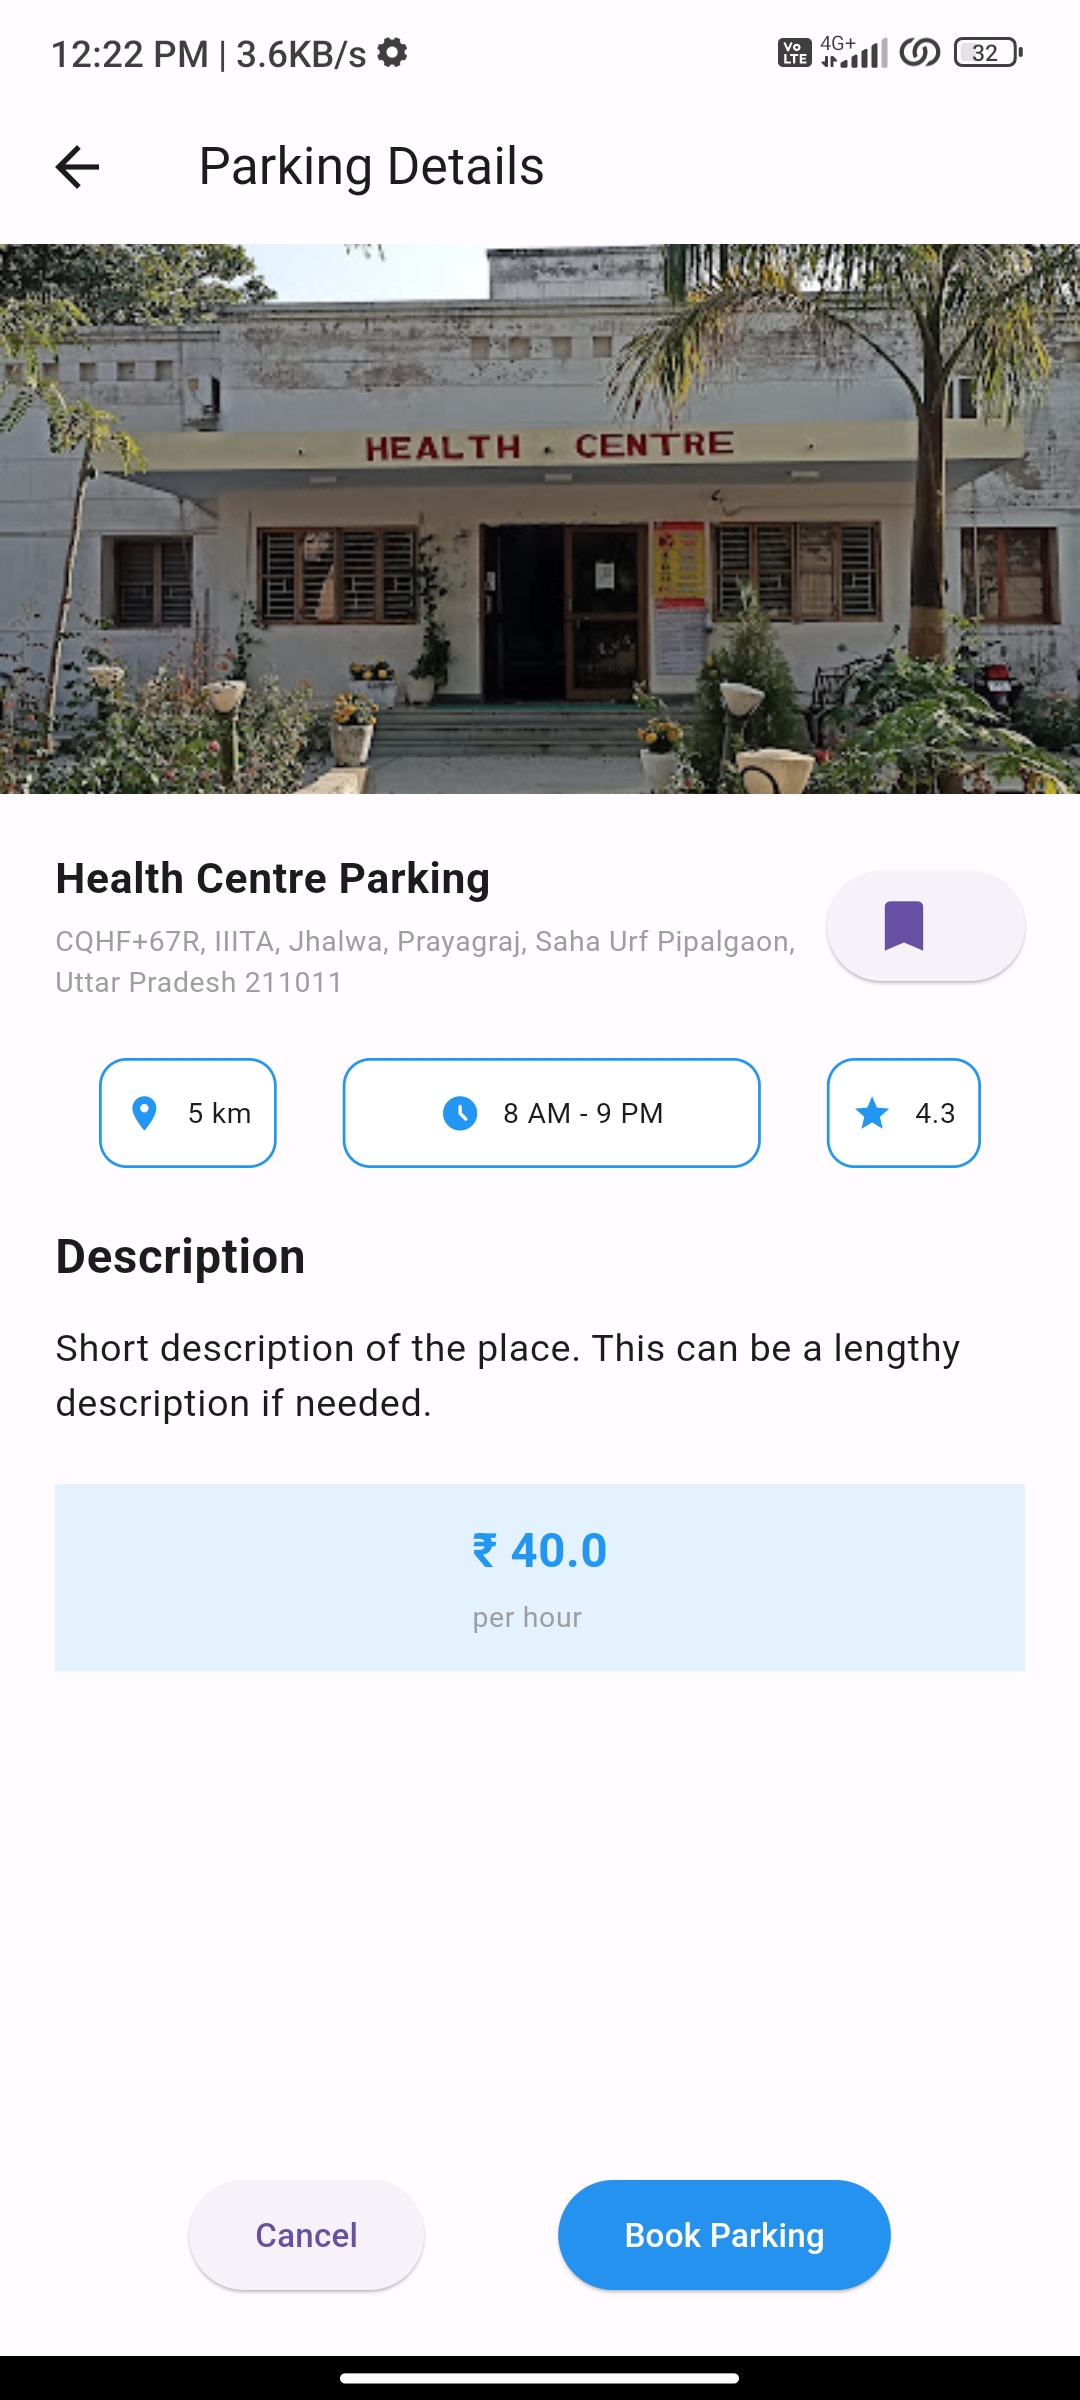 12:22 PM | 3.6KB/s
Vo LTE 4G+ 32
Parking Details
HEALTH CENTRE
Health Centre Parking
CQHF+67R, IIITA, Jhalwa, Prayagraj, Saha Urf Pipalgaon,
Uttar Pradesh 211011
5 km
8 AM - 9 PM
4.3
Description
Short description of the place. This can be a lengthy
description if needed.
₹ 40.0
per hour
Cancel
Book Parking